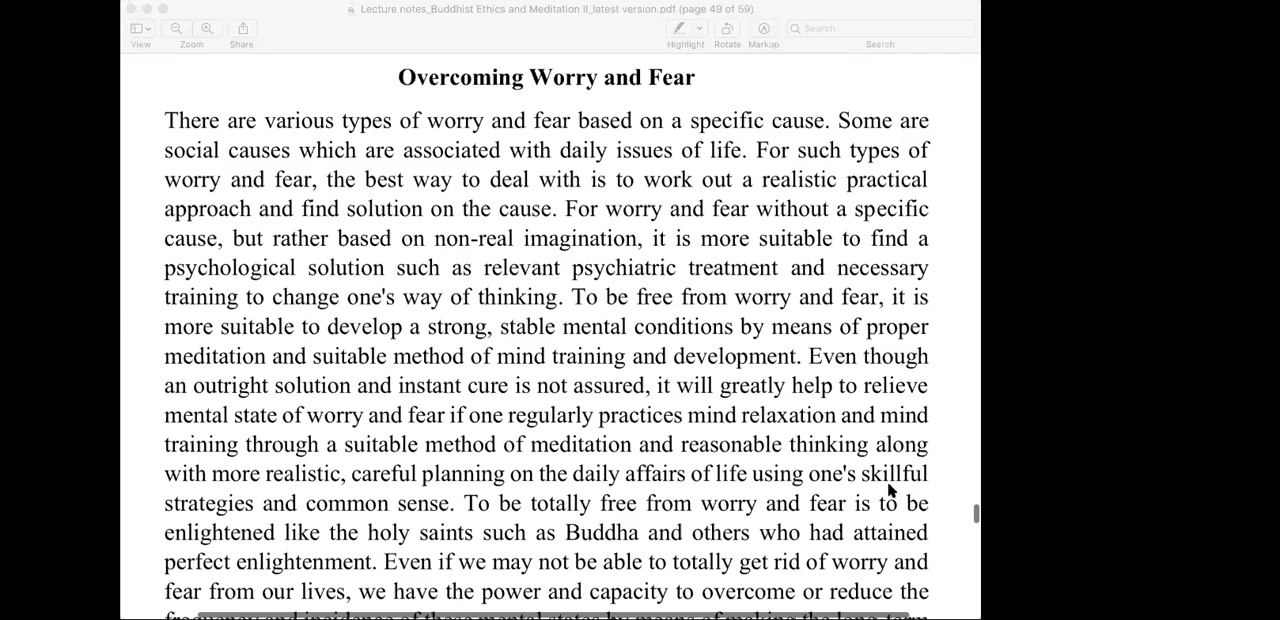 Lecture notes_Buddhist Ethics and Meditation II_latest version.pdf (page 49 of 59)
View Zoom Share Highlight Rotate Markup Search
Search
Overcoming Worry and Fear
There are various types of worry and fear based on a specific cause. Some are
social causes which are associated with daily issues of life. For such types of
worry and fear, the best way to deal with is to work out a realistic practical
approach and find solution on the cause. For worry and fear without a specific
cause, but rather based on non-real imagination, it is more suitable to find a
psychological solution such as relevant psychiatric treatment and necessary
training to change one's way of thinking. To be free from worry and fear, it is
more suitable to develop a strong, stable mental conditions by means of proper
meditation and suitable method of mind training and development. Even though
an outright solution and instant cure is not assured, it will greatly help to relieve
mental state of worry and fear if one regularly practices mind relaxation and mind
training through a suitable method of meditation and reasonable thinking along
with more realistic, careful planning on the daily affairs of life using one's skillful
strategies and common sense. To be totally free from worry and fear is to be
enlightened like the holy saints such as Buddha and others who had attained
perfect enlightenment. Even if we may not be able to totally get rid of worry and
fear from our lives, we have the power and capacity to overcome or reduce the